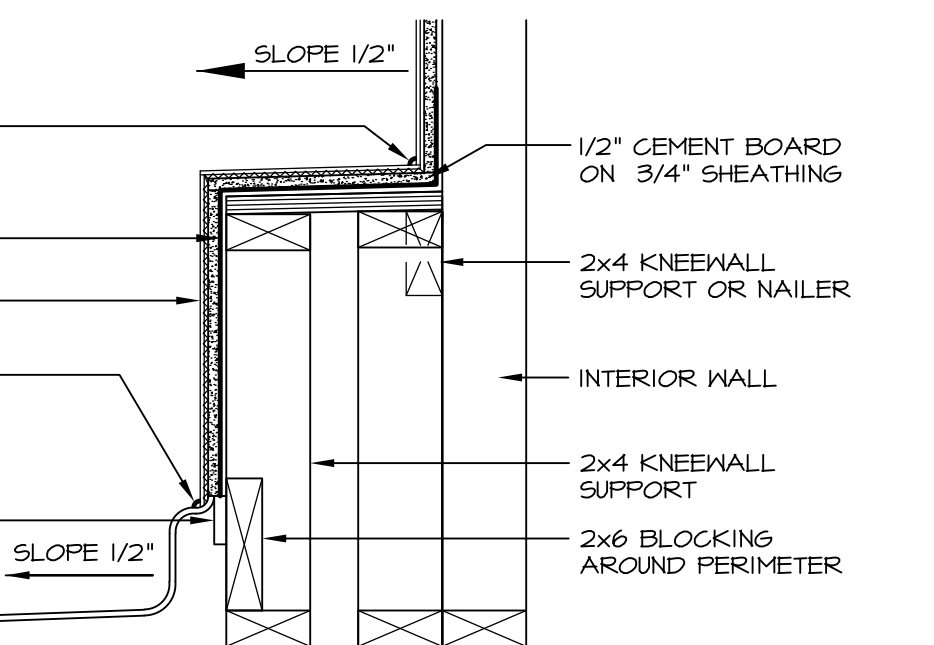 SLOPE 1/2"
1/2" CEMENT BOARD
ON 3/4" SHEATHING
2x4 KNEEWALL
SUPPORT OR NAILER
INTERIOR WALL
2x4 KNEEWALL
SUPPORT
2x6 BLOCKING
AROUND PERIMETER
SLOPE 1/2"